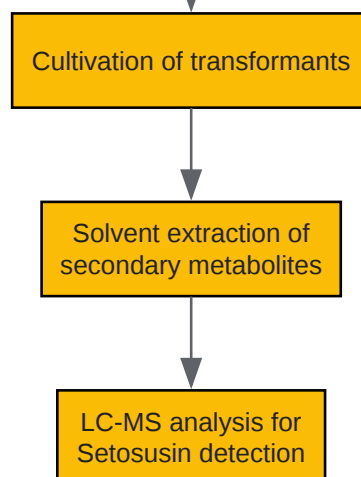 Cultivation of transformants
Solvent extraction of
secondary metabolites
LC-MS analysis for
Setosusin detection